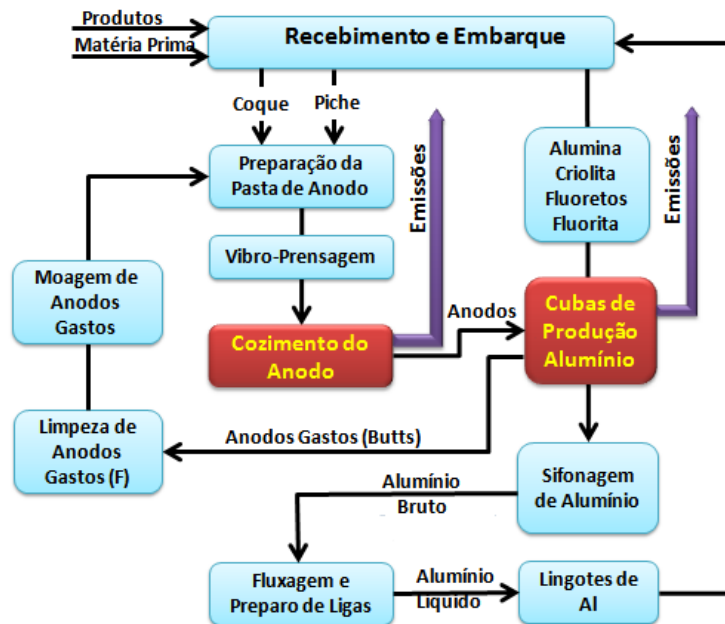 Produtos
Matéria Prima
Recebimento e Embarque
Coque
Piche
Emissões
Emissões
Preparação da
Pasta de Anodo
Alumina
Criolita
Fluoretos
Fluorita
Vibro-Prensagem
Moagem de
Anodos
Gastos
Anodos
Cubas de
Produção
Alumínio
Cozimento do
Anodo
Limpeza de
Anodos
Gastos (F)
Anodos Gastos (Butts)
Sifonagem
de Alumínio
Alumínio
Bruto
Fluxagem e
Preparo de Ligas
Alumínio
Líquido
Lingotes de
Al